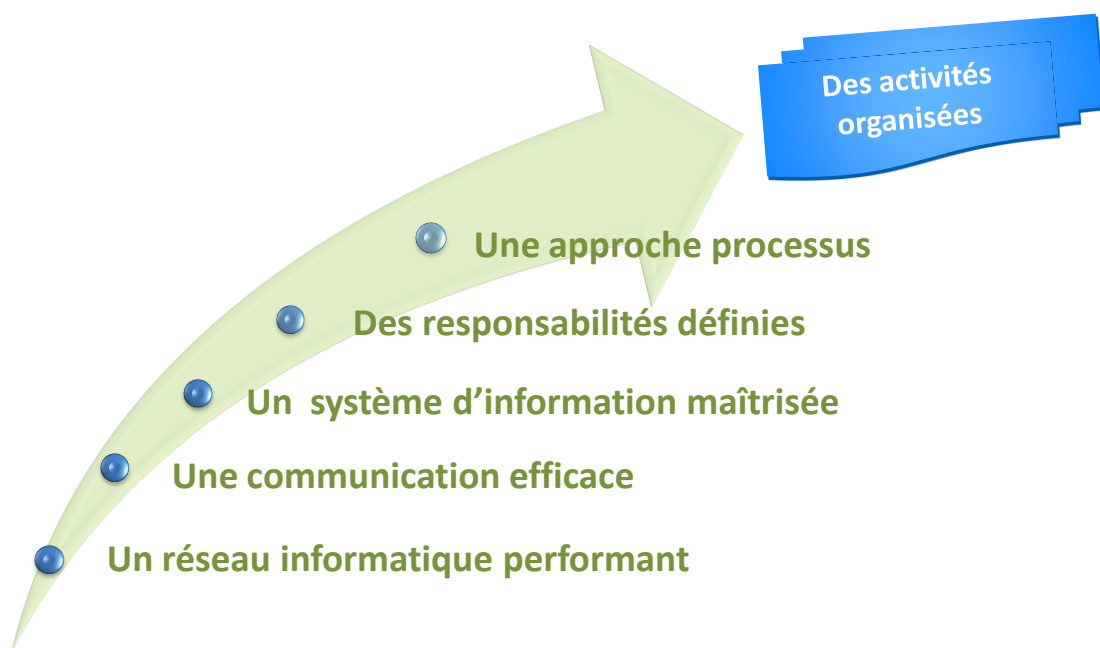 Des activités
organisées
Une approche processus
Des responsabilités définies
Un  système d’information maîtrisée
Une communication efficace
Un réseau informatique performant